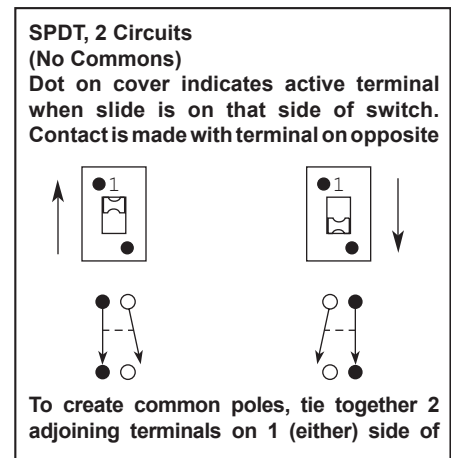 SPDT, 2 Circuits
(No Commons)
Dot on cover indicates active terminal
when slide is on that side of switch.
Contact is made with terminal on opposite
1 1
To create common poles, tie together 2
adjoining terminals on 1 (either) side of